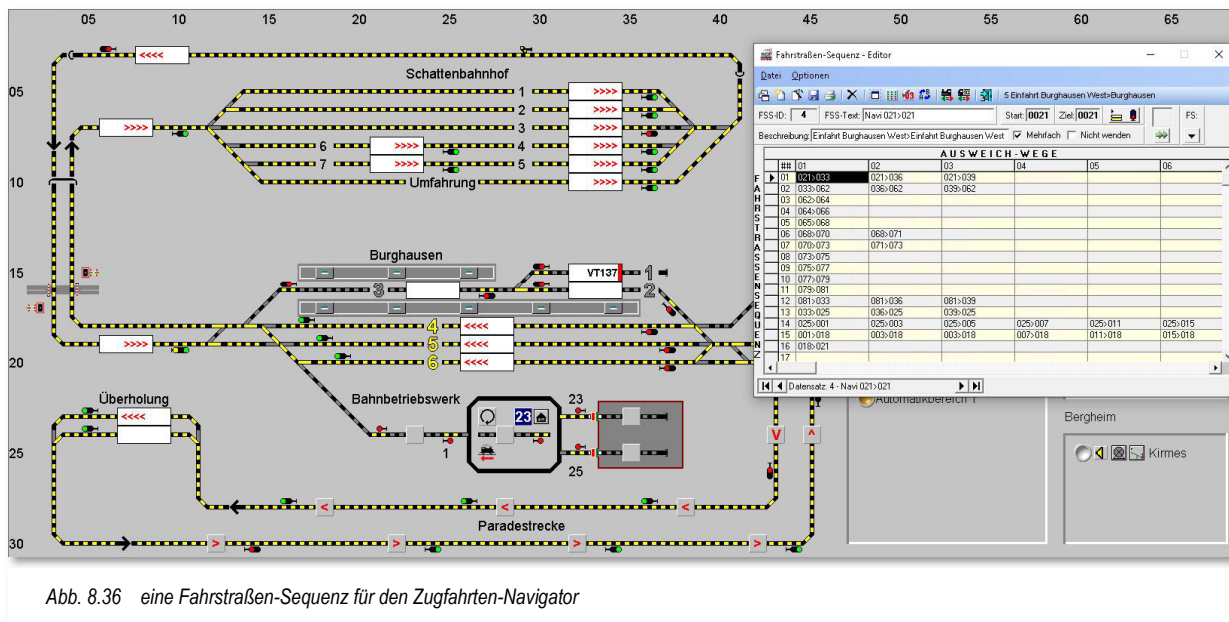 05 10 15 20 25 30 35 40 45 50 55 60 65
<<<<
Schattenbahnhof
05
1 >>>>
2 >>>>
>>>> 3 >>>>
6 >>>> 4 >>>>
7 >>>> 5 >>>>
10
Umfahrung >>>>
Burghausen
15
VT137 1
3 2
4 <<<<
>>>> 5 <<<<
20
6 <<<<
Überholung
<<<<
Bahnbetriebswerk
23
23
1
25
25
V ^
< < <
Paradestrecke
30
> > > >
Fahrstraßen-Sequenz - Editor
Datei Optionen
5 Einfahrt Burghausen West>Burghausen
FSS-ID: 4 FSS-Text: Navi 021>021 Start: 0021 Ziel: 0021 FS:
Beschreibung: Einfahrt Burghausen West>Einfahrt Burghausen West Mehrfach Nicht wenden
AUSWEICH-WEGE
FAHRSTRASSENSEQUENZ
## 01 02 03 04 05 06
01 021>033 021>036 021>039
02 033>062 036>062 039>062
03 062>064
04 064>066
05 065>068
06 068>070 068>071
07 070>073 071>073
08 073>075
09 075>077
10 077>079
11 079>081
12 081>033 081>036 081>039
13 033>025 036>025 039>025
14 025>001 025>003 025>005 025>007 025>011 025>015
15 001>018 003>018 003>018 007>018 011>018 015>018
16 018>021
17
Datensatz: 4 - Navi 021>021
Automatikbereich 1
Bergheim
Kirmes
Abb. 8.36 eine Fahrstraßen-Sequenz für den Zugfahrten-Navigator